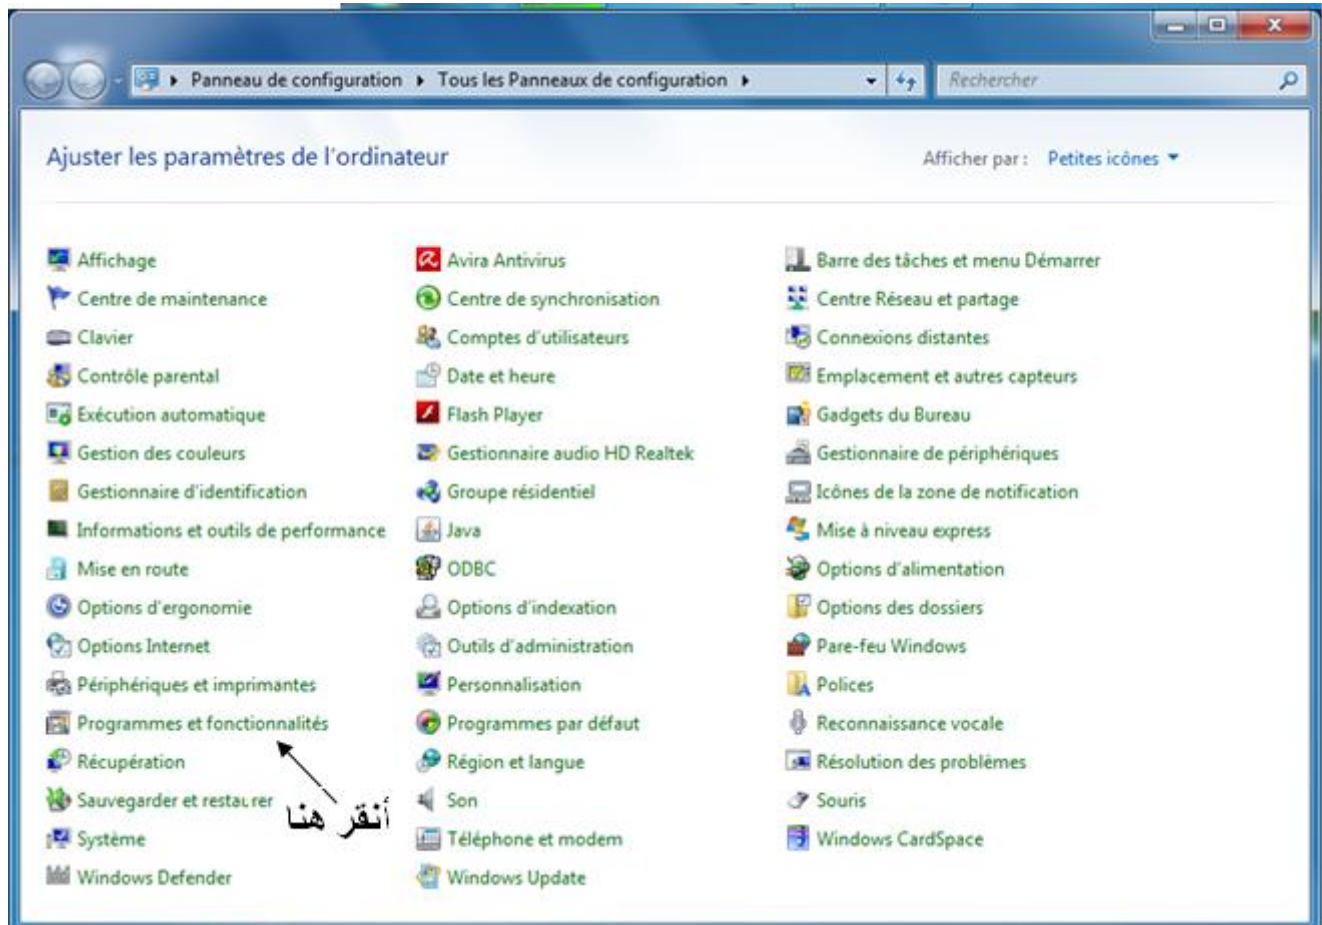 Panneau de configuration Tous les Panneaux de configuration Rechercher
Ajuster les paramètres de l'ordinateur
Afficher par : Petites icônes
Affichage Avira Antivirus Barre des tâches et menu Démarrer
Centre de maintenance Centre de synchronisation Centre Réseau et partage
Clavier Comptes d'utilisateurs Connexions distantes
Contrôle parental Date et heure Emplacement et autres capteurs
Exécution automatique Flash Player Gadgets du Bureau
Gestion des couleurs Gestionnaire audio HD Realtek Gestionnaire de périphériques
Gestionnaire d'identification Groupe résidentiel Icônes de la zone de notification
Informations et outils de performance Java Mise à niveau express
Mise en route ODBC Options d'alimentation
Options d'ergonomie Options d'indexation Options des dossiers
Options Internet Outils d'administration Pare-feu Windows
Périphériques et imprimantes Personnalisation Polices
Programmes et fonctionnalités Programmes par défaut Reconnaissance vocale
Récupération Région et langue Résolution des problèmes
Sauvegarder et restaurer Son Souris
أنقر هنا
Système Téléphone et modem Windows CardSpace
Windows Defender Windows Update